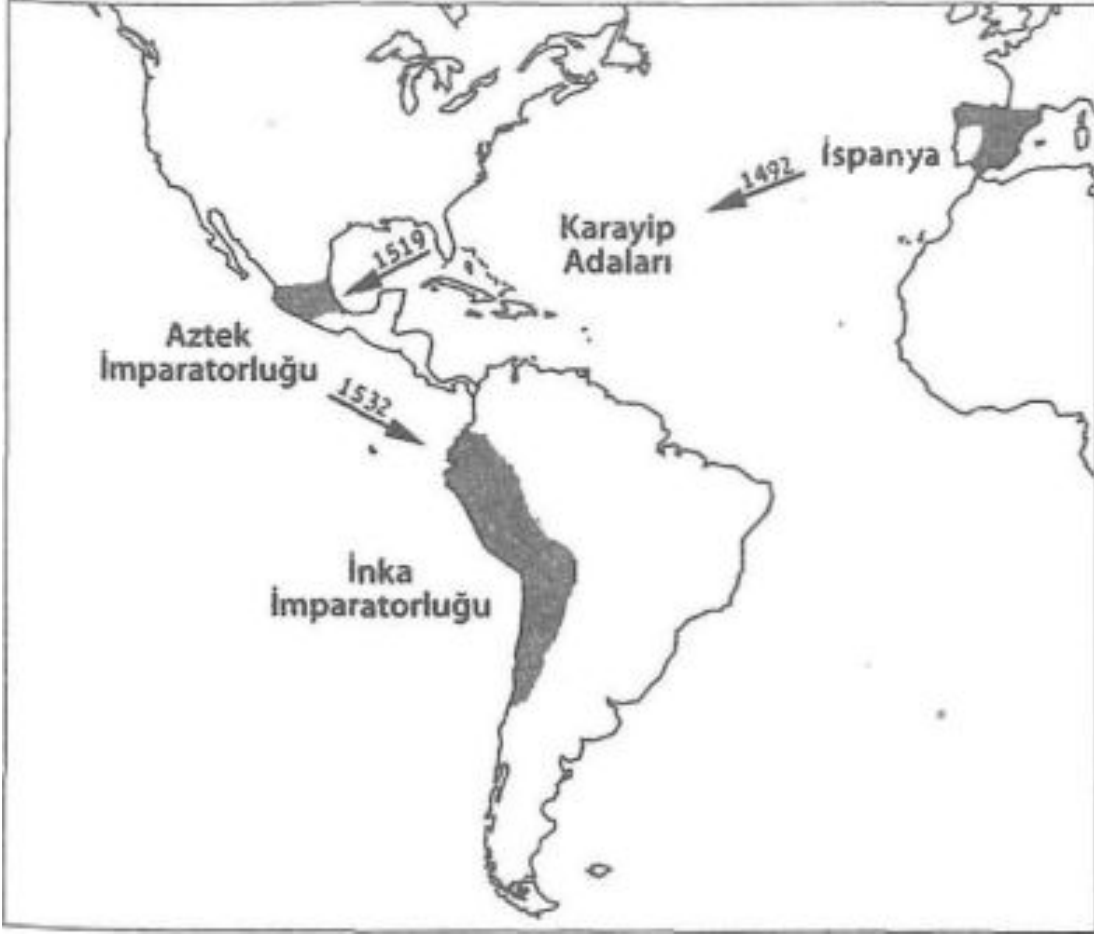 İspanya
1492
Karayip
Adaları
1519
Aztek
İmparatorluğu
1532
İnka
İmparatorluğu